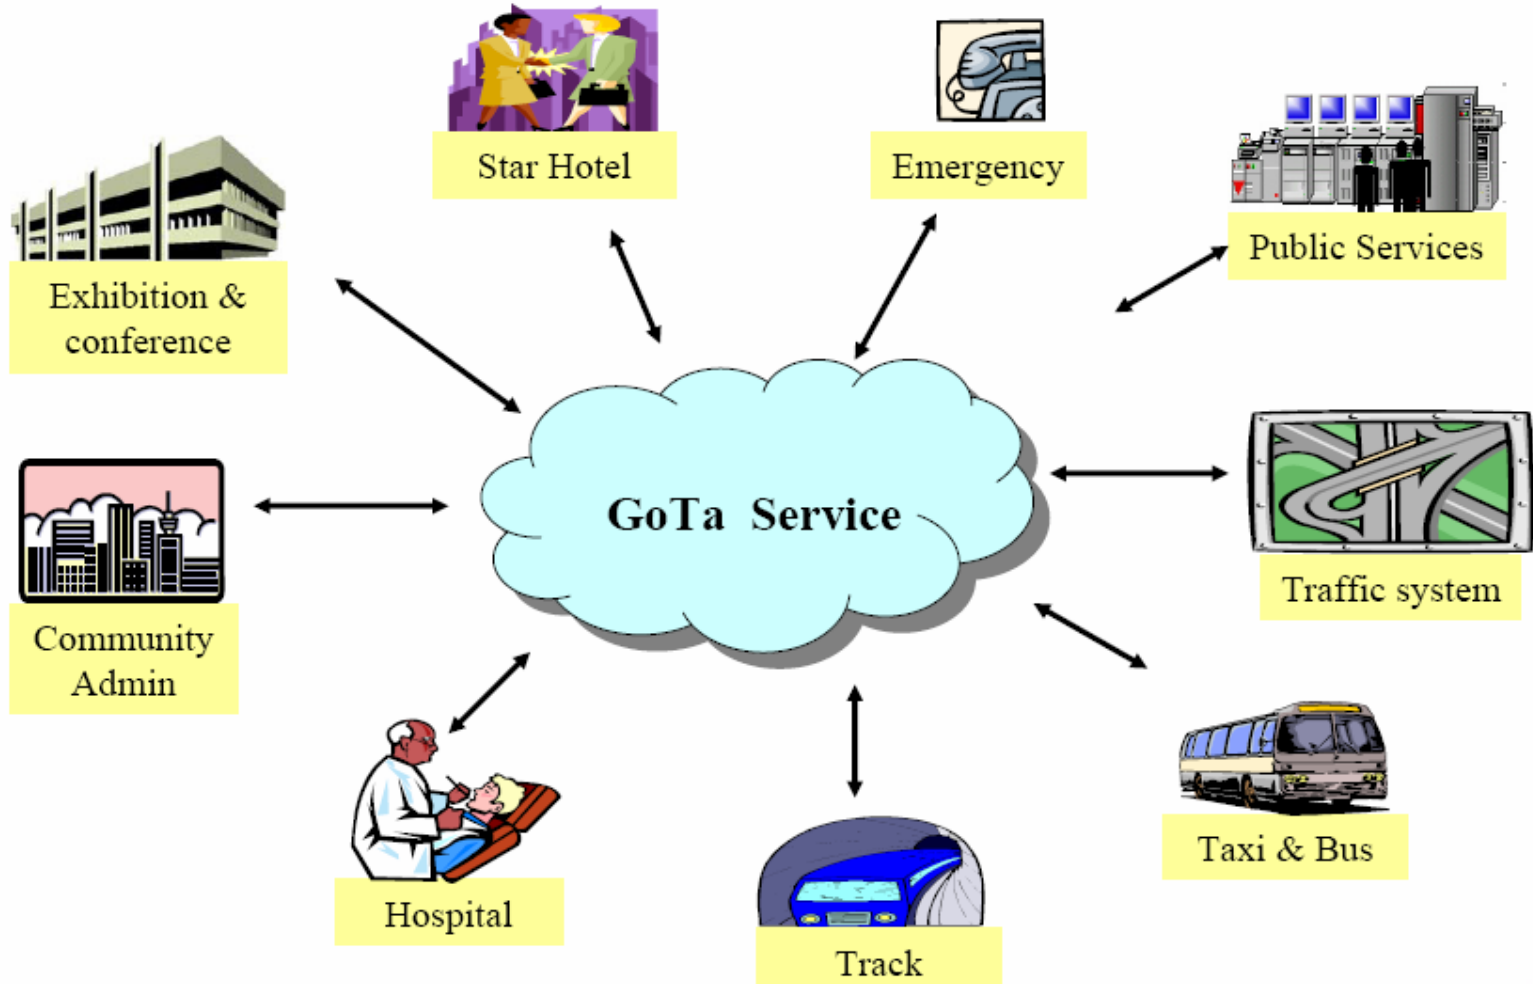 Star Hotel
Emergency
Public Services
Exhibition &
conference
GoTa Service
Traffic system
Community
Admin
Taxi & Bus
Hospital
Track